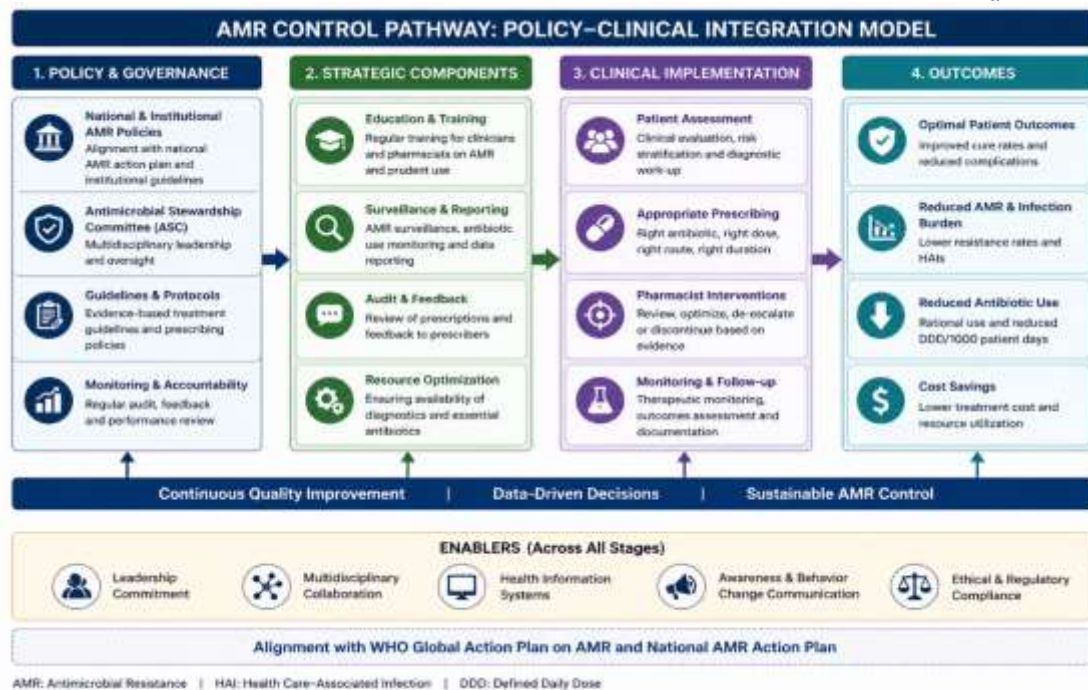 AMR CONTROL PATHWAY: POLICY–CLINICAL INTEGRATION MODEL
1. POLICY & GOVERNANCE
National & Institutional
AMR Policies
Alignment with national
AMR action plan and
institutional guidelines
Antimicrobial Stewardship
Committee (ASC)
Multidisciplinary leadership
and oversight
Guidelines & Protocols
Evidence-based treatment
guidelines and prescribing
policies
Monitoring & Accountability
Regular audit, feedback
and performance review
2. STRATEGIC COMPONENTS
Education & Training
Regular training for clinicians
and pharmacists on AMR
and prudent use
Surveillance & Reporting
AMR surveillance, antibiotic
use monitoring and data
reporting
Audit & Feedback
Review of prescriptions and
feedback to prescribers
Resource Optimization
Ensuring availability of
diagnostics and essential
antibiotics
3. CLINICAL IMPLEMENTATION
Patient Assessment
Clinical evaluation, risk
stratification and diagnostic
work-up
Appropriate Prescribing
Right antibiotic, right dose,
right route, right duration
Pharmacist Interventions
Review, optimize, de-escalate
or discontinue based on
evidence
Monitoring & Follow-up
Therapeutic monitoring,
outcomes assessment and
documentation
4. OUTCOMES
Optimal Patient Outcomes
Improved cure rates and
reduced complications
Reduced AMR & Infection
Burden
Lower resistance rates and
HAIs
Reduced Antibiotic Use
Rational use and reduced
DDD/1000 patient days
Cost Savings
Lower treatment cost and
resource utilization
Continuous Quality Improvement | Data-Driven Decisions | Sustainable AMR Control
ENABLERS (Across All Stages)
Leadership
Commitment
Multidisciplinary
Collaboration
Health Information
Systems
Awareness & Behavior
Change Communication
Ethical & Regulatory
Compliance
Alignment with WHO Global Action Plan on AMR and National AMR Action Plan
AMR: Antimicrobial Resistance | HAI: Health Care–Associated Infection | DDD: Defined Daily Dose